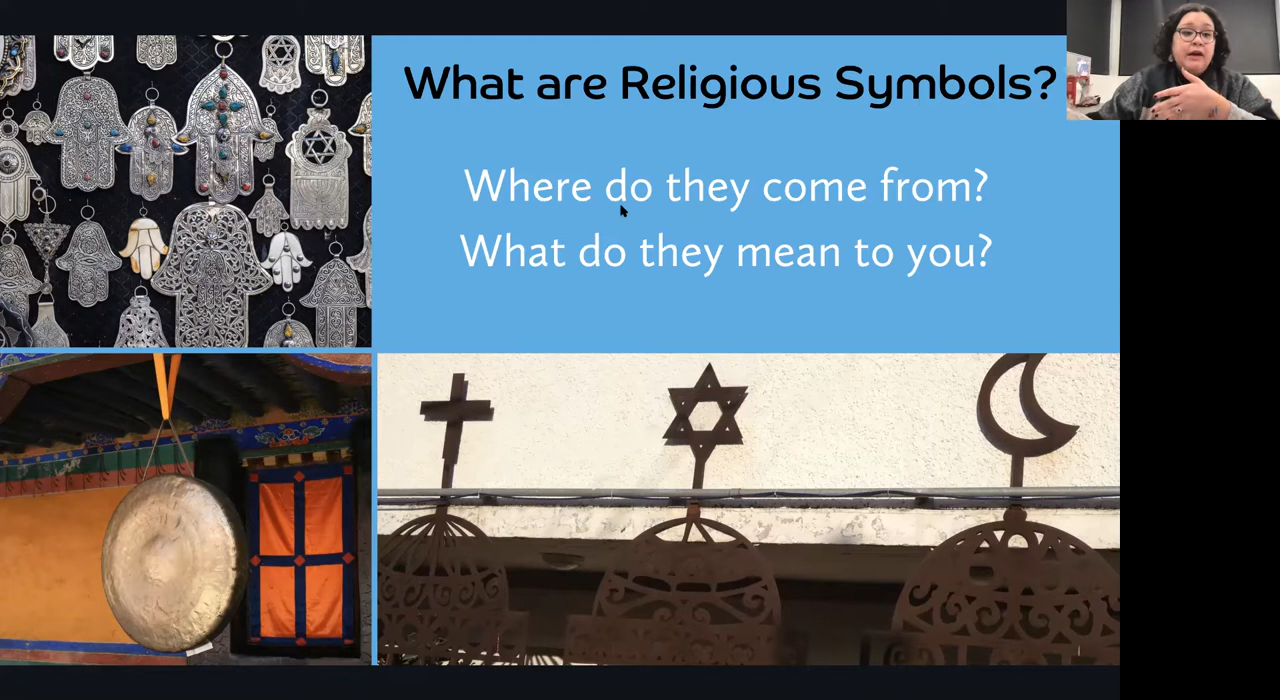 What are Religious Symbols?
Where do they come from?
What do they mean to you?